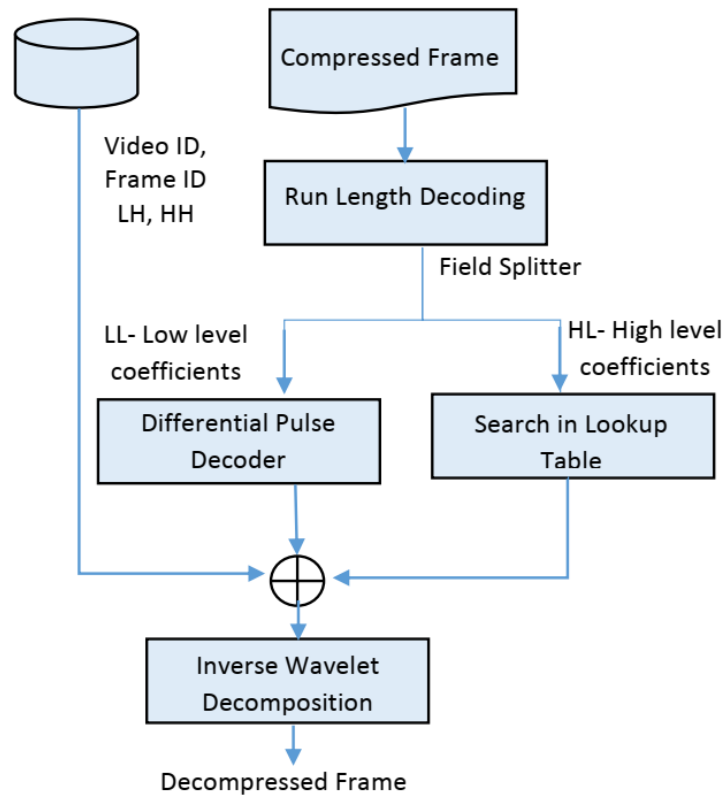 Compressed Frame
Video ID,
Frame ID
LH, HH
Run Length Decoding
Field Splitter
LL- Low level
coefficients
HL- High level
coefficients
Differential Pulse
Decoder
Search in Lookup
Table
Inverse Wavelet
Decomposition
Decompressed Frame